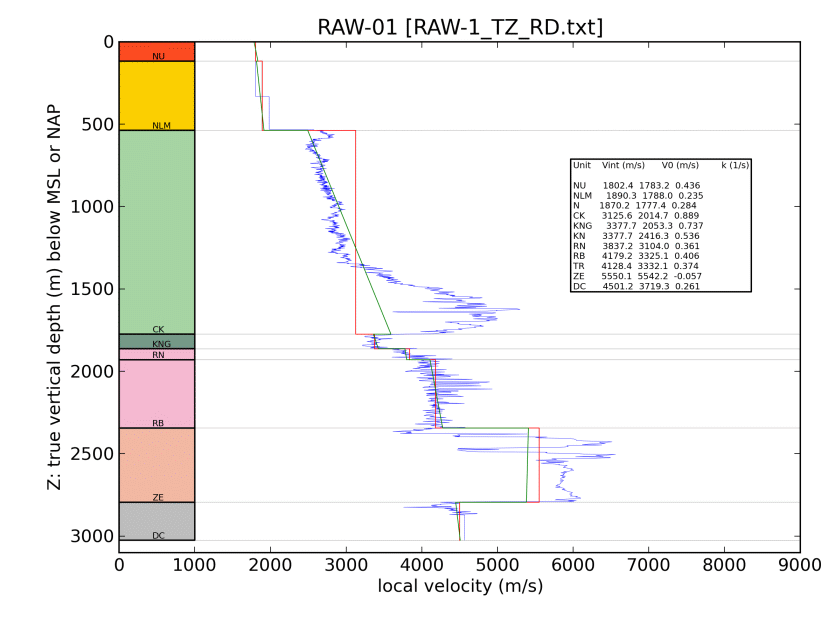 RAW-01 [RAW-1_TZ_RD.txt]
0
500
1000
1500
2000
2500
3000
Z: true vertical depth (m) below MSL or NAP
NU
NLM
CK
KNG
RN
RB
ZE
DC
Unit Vint (m/s) V0 (m/s) k (1/s)
NU 1802.4 1783.2 0.436
NLM 1890.3 1788.0 0.235
N 1870.2 1777.4 0.284
CK 3125.6 2014.7 0.889
KNG 3377.7 2053.3 0.737
KN 3377.7 2416.3 0.536
RN 3837.2 3104.0 0.361
RB 4179.2 3325.1 0.406
TR 4128.4 3332.1 0.374
ZE 5550.1 5542.2 -0.057
DC 4501.2 3719.3 0.261
0 1000 2000 3000 4000 5000 6000 7000 8000 9000
local velocity (m/s)